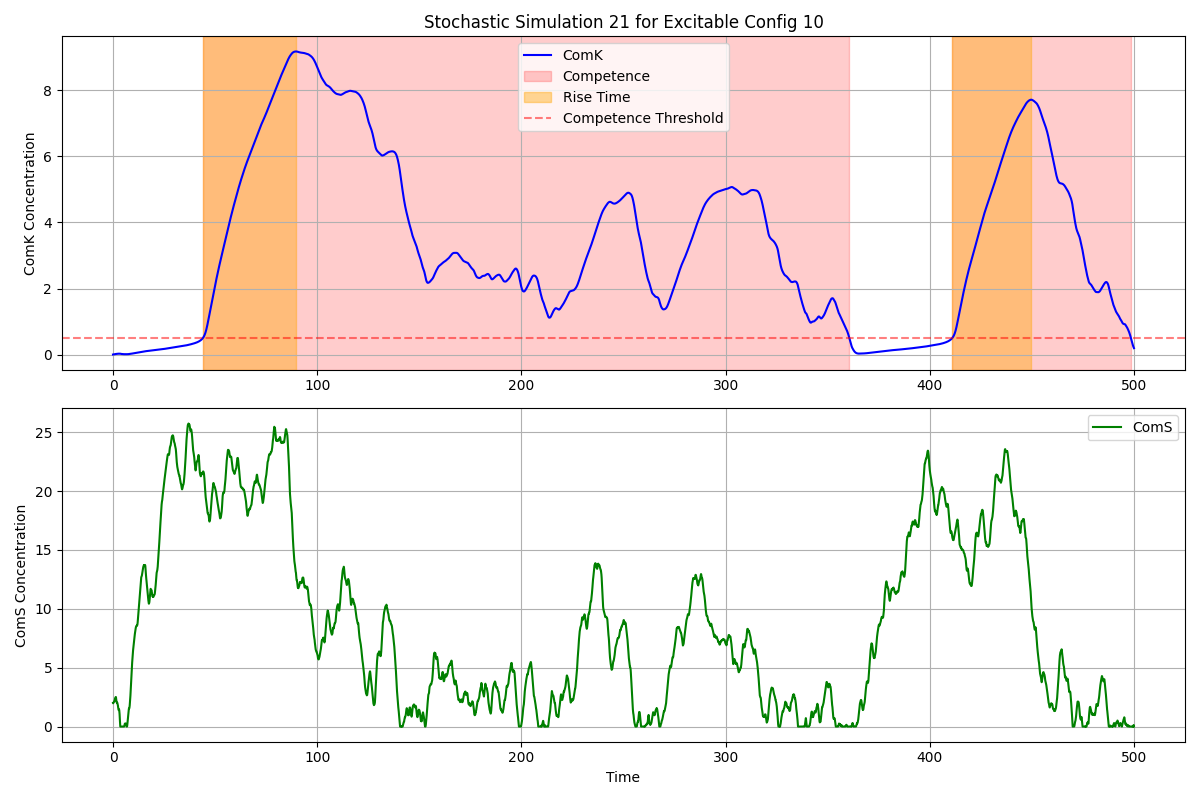 Stochastic Simulation 21 for Excitable Config 10
ComK Concentration
8
6
4
2
0
ComK
Competence
Rise Time
Competence Threshold
0 100 200 300 400 500
ComS Concentration
25
20
15
10
5
0
ComS
0 100 200 300 400 500
Time